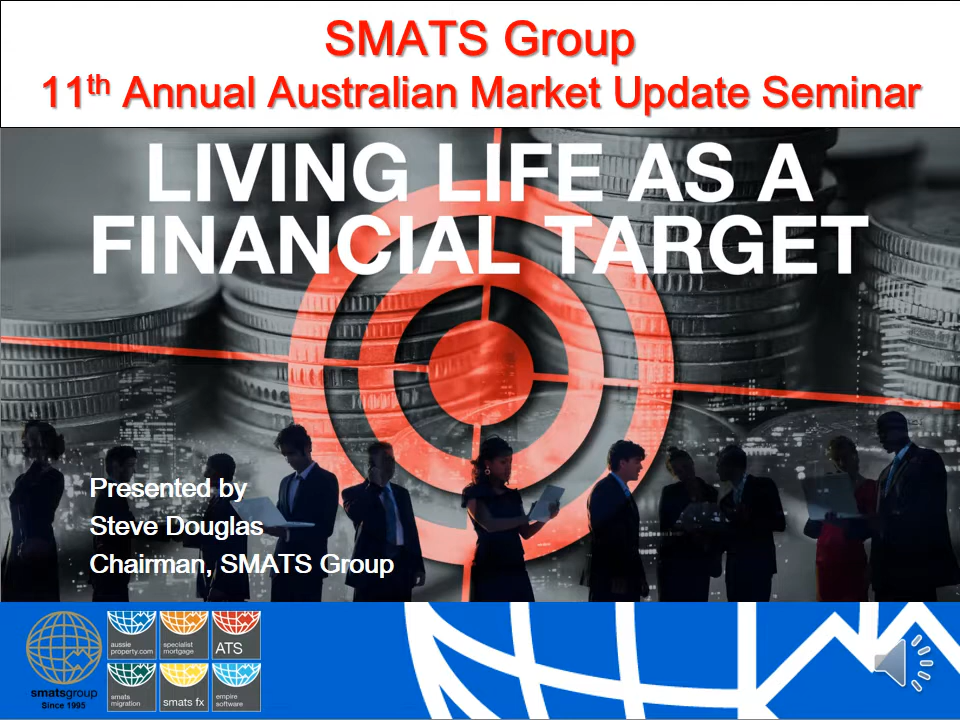 SMATS Group
11th Annual Australian Market Update Seminar
LIVING LIFE AS A
FINANCIAL TARGET
Presented by
Steve Douglas
Chairman, SMATS Group
smatsgroup
Since 1995
aussie
property.com
specialist
mortgage
ATS
smats
migration
smats fx
empire
software